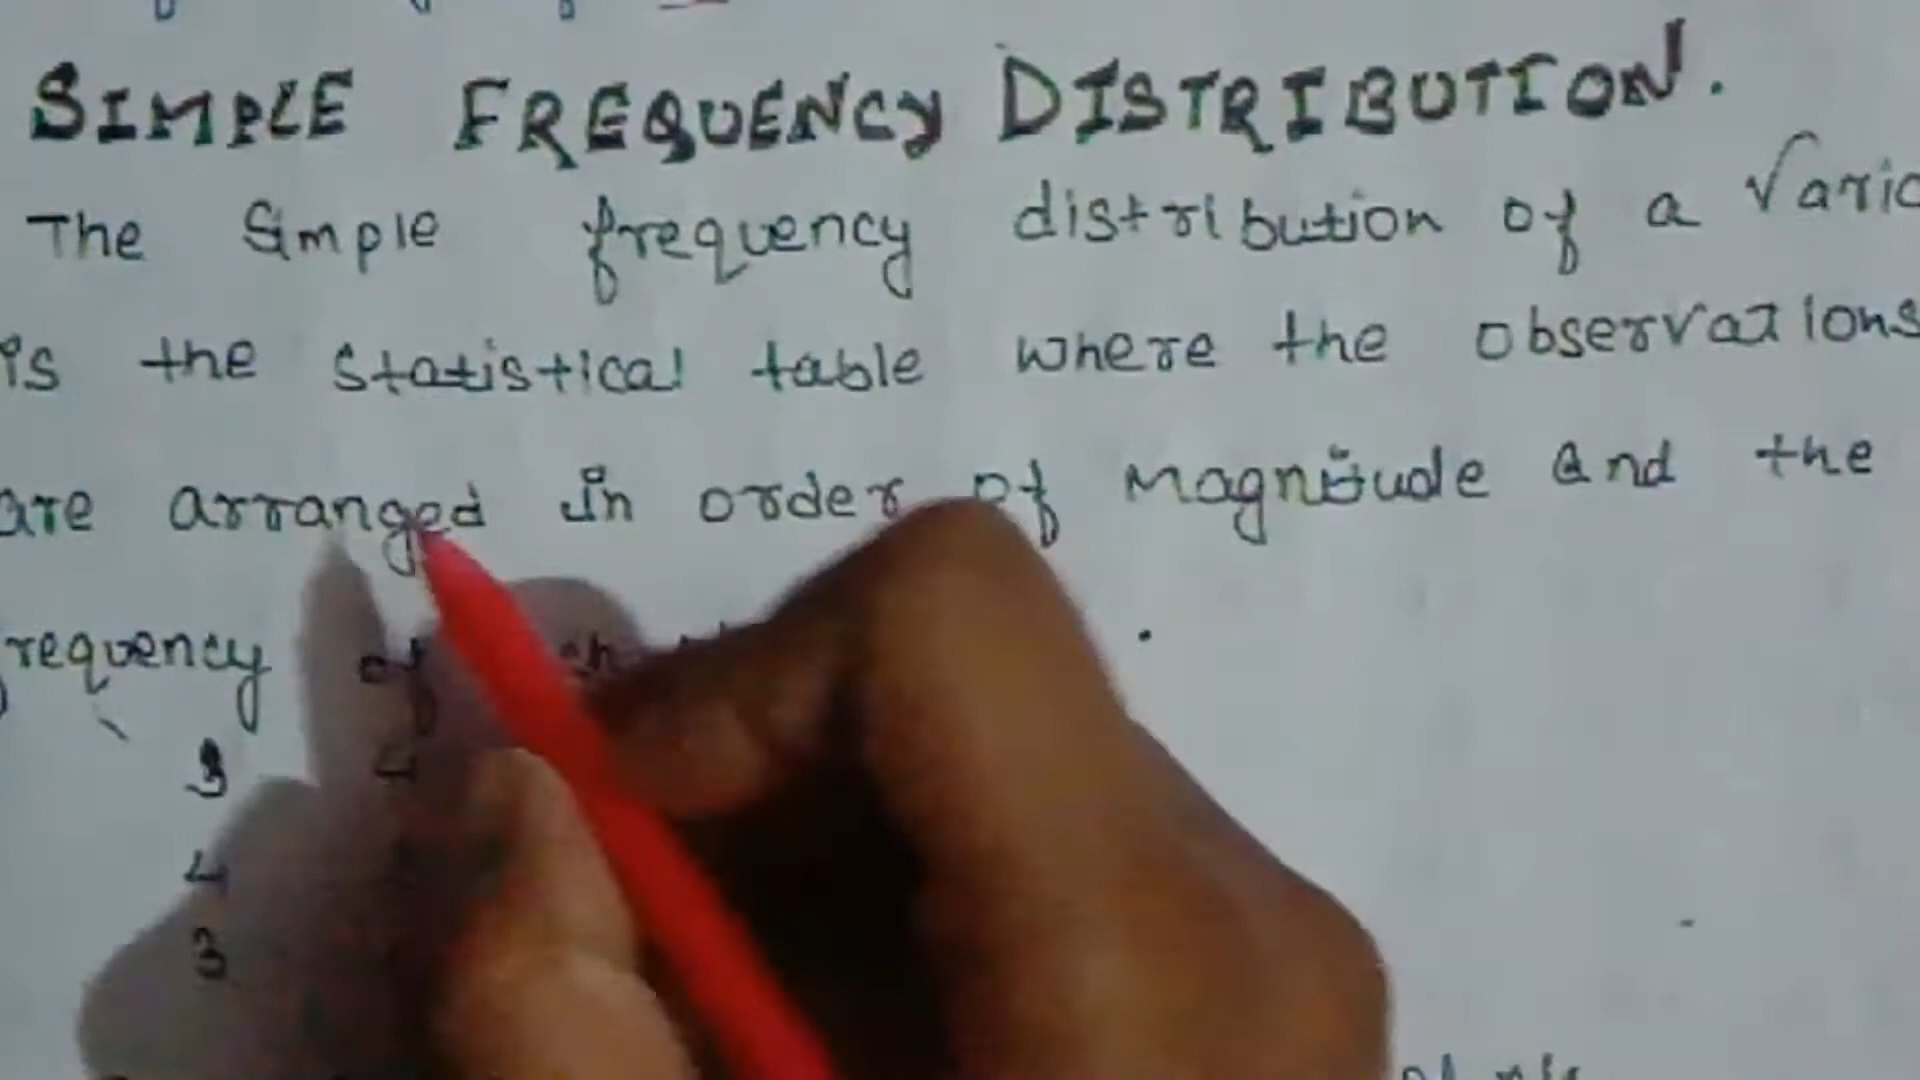 SIMPLE FREQUENCY DISTRIBUTION.
The Simple frequency distribution of a
is the statistical table where the observations
are arranged in order of Magnitude and the
requency of
3
4
3